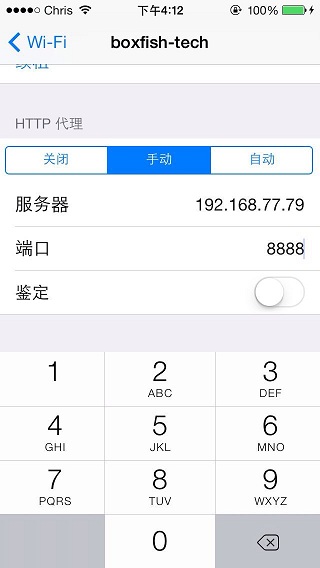 Chris 下午4:12 100%
Wi-Fi boxfish-tech
续租
HTTP 代理
关闭 手动 自动
服务器 192.168.77.79
端口 8888
鉴定
1 2 3
ABC DEF
4 5 6
GHI JKL MNO
7 8 9
PQRS TUV WXYZ
0